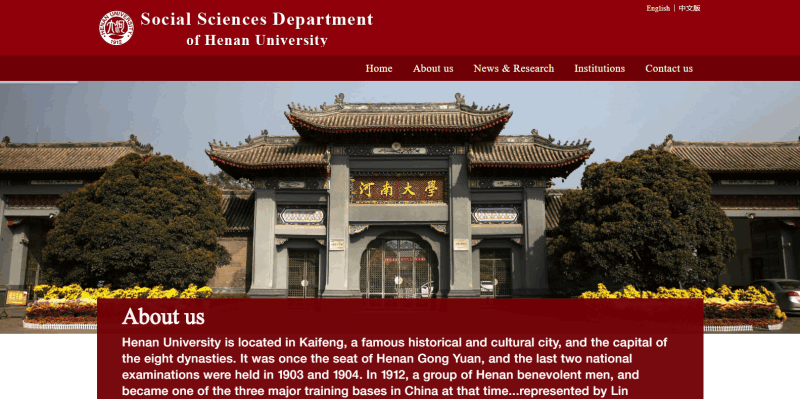 Social Sciences Department
of Henan University
English | 中文版
Home About us News & Research Institutions Contact us
河南大學
About us
Henan University is located in Kaifeng, a famous historical and cultural city, and the capital of
the eight dynasties. It was once the seat of Henan Gong Yuan, and the last two national
examinations were held in 1903 and 1904. In 1912, a group of Henan benevolent men, and
became one of the three major training bases in China at that time...represented by Lin